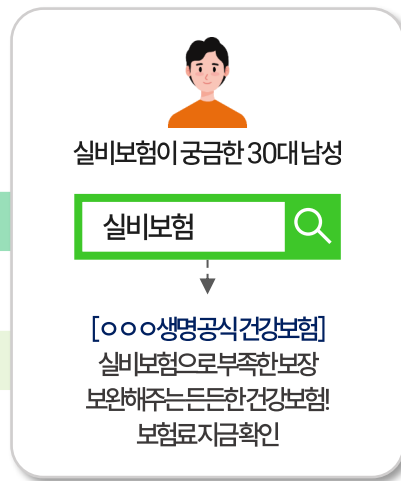 실비보험이 궁금한 30대 남성
실비보험
[ㅇㅇㅇ생명 공식 건강보험]
실비보험으로 부족한 보장
보완해주는 든든한 건강보험!
보험료 지금 확인